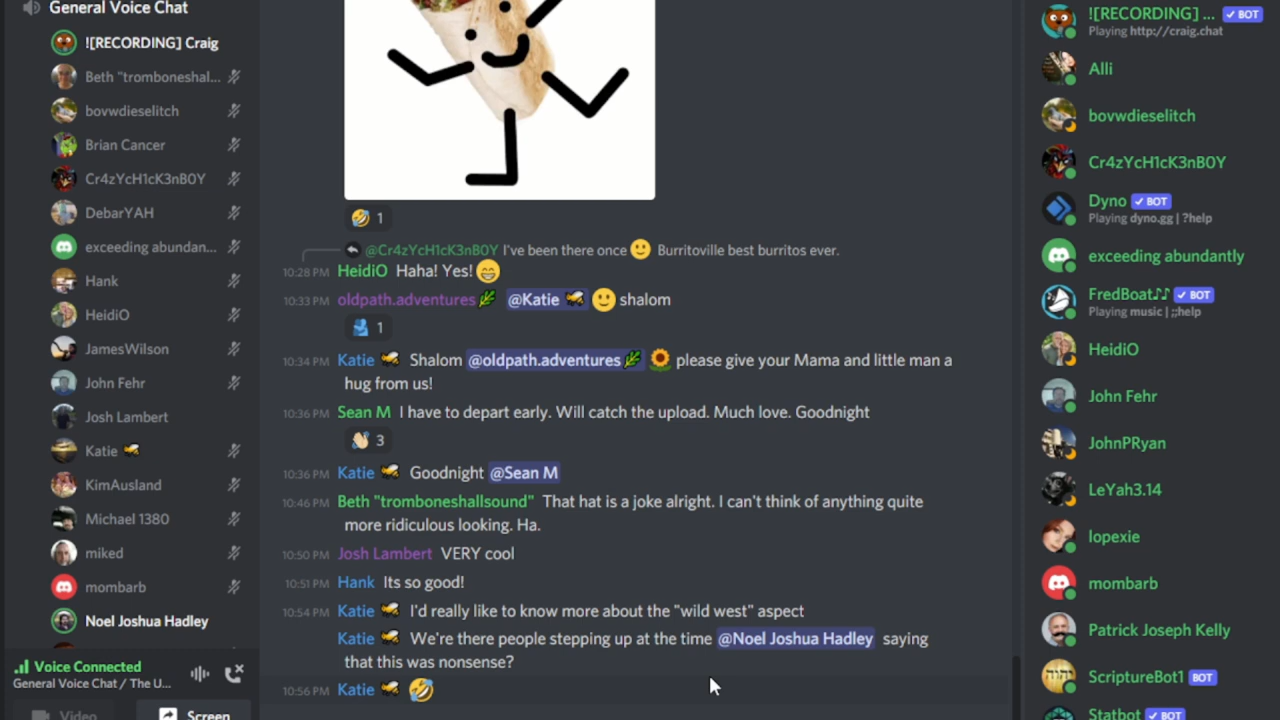 General Voice Chat
![RECORDING] Craig
Beth "tromboneshal...
bovwdieselitch
Brian Cancer
Cr4zYcH1cK3nB0Y
DebarYAH
exceeding abundan...
Hank
HeidiO
JamesWilson
John Fehr
Josh Lambert
Katie
KimAusland
Michael 1380
miked
mombarb
Noel Joshua Hadley
Voice Connected
General Voice Chat / The U...
Video
Screen
1
@Cr4zYcH1cK3nB0Y I've been there once Burritoville best burritos ever.
10:28 PM HeidiO Haha! Yes!
10:33 PM oldpath.adventures @Katie shalom
1
10:34 PM Katie Shalom @oldpath.adventures please give your Mama and little man a
hug from us!
10:36 PM Sean M I have to depart early. Will catch the upload. Much love. Goodnight
3
10:36 PM Katie Goodnight @Sean M
10:46 PM Beth "tromboneshallsound" That hat is a joke alright. I can't think of anything quite
more ridiculous looking. Ha.
10:50 PM Josh Lambert VERY cool
10:51 PM Hank Its so good!
10:54 PM Katie I'd really like to know more about the "wild west" aspect
Katie We're there people stepping up at the time @Noel Joshua Hadley saying
that this was nonsense?
10:56 PM Katie
![RECORDING] ... BOT
Playing http://craig.chat
Alli
bovwdieselitch
Cr4zYcH1cK3nB0Y
Dyno BOT
Playing dyno.gg | ?help
exceeding abundantly
FredBoat♪♪ BOT
Playing music | ;;help
HeidiO
John Fehr
JohnPRyan
LeYah3.14
lopexie
mombarb
Patrick Joseph Kelly
ScriptureBot1 BOT
Statbot BOT